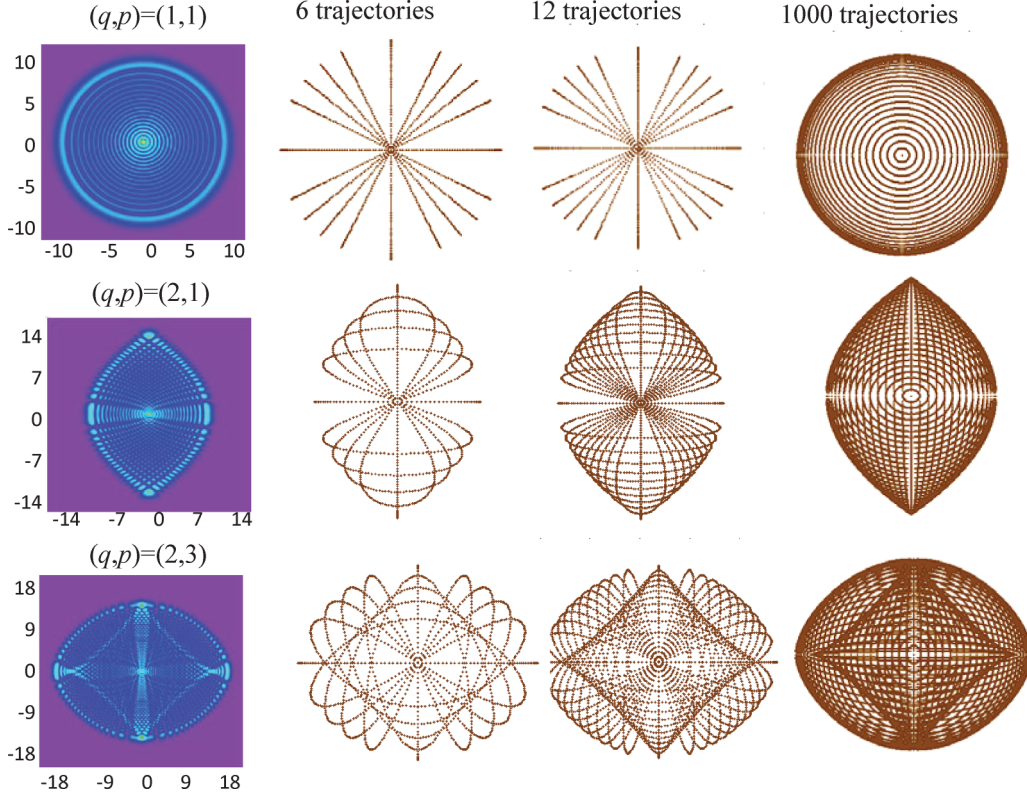 (q,p)=(1,1) 6 trajectories 12 trajectories 1000 trajectories
10
5
0
-5
-10
-10 -5 0 5 10
(q,p)=(2,1)
14
7
0
-7
-14
-14 -7 0 7 14
(q,p)=(2,3)
18
9
0
-9
-18
-18 -9 0 9 18